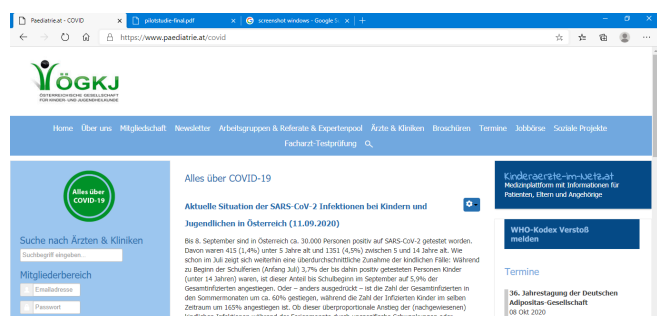 Paediatrie.at - COVID
pilotstudie-final.pdf
screenshot windows - Google Su
https://www.paediatrie.at/covid
ÖGKJ
ÖSTERREICHISCHE GESELLSCHAFT
FÜR KINDER- UND JUGENDHEILKUNDE
Home Über uns Mitgliedschaft Newsletter Arbeitsgruppen & Referate & Expertenpool Ärzte & Kliniken Broschüren Termine Jobbörse Soziale Projekte
Facharzt-Testprüfung
Alles über
COVID-19
Suche nach Ärzten & Kliniken
Suchbegriff eingeben...
Mitgliederbereich
Emailadresse
Passwort
Alles über COVID-19
Aktuelle Situation der SARS-CoV-2 Infektionen bei Kindern und
Jugendlichen in Österreich (11.09.2020)
Bis 8. September sind in Österreich ca. 30.000 Personen positiv auf SARS-CoV-2 getestet worden.
Davon waren 415 (1,4%) unter 5 Jahre alt und 1351 (4,5%) zwischen 5 und 14 Jahre alt. Wie
schon im Juli zeigt sich weiterhin eine überdurchschnittliche Zunahme der kindlichen Fälle: Während
zu Beginn der Schulferien (Anfang Juli) 3,7% der bis dahin positiv getesteten Personen Kinder
(unter 14 Jahren) waren, ist dieser Anteil bis Schulbeginn im September auf 5,9% der
Gesamtinfizierten angestiegen. Oder – anders ausgedrückt – ist die Zahl der Gesamtinfizierten in
den Sommermonaten um ca. 60% gestiegen, während die Zahl der Infizierten Kinder im selben
Zeitraum um 165% angestiegen ist. Ob dieser überproportionale Anstieg der (nachgewiesenen)
Kinderaerzte-im-Netz.at
Medizinplattform mit Informationen für
Patienten, Eltern und Angehörige
WHO-Kodex Verstoß
melden
Termine
36. Jahrestagung der Deutschen
Adipositas-Gesellschaft
08 Okt 2020